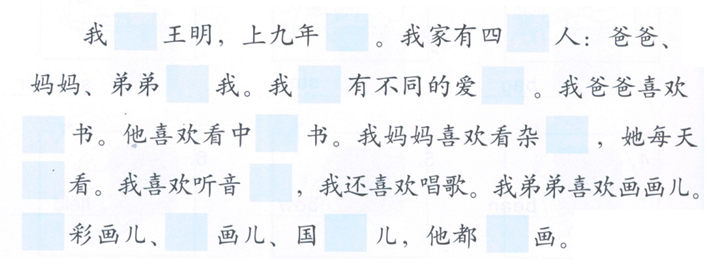 我 王明，上九年 。我家有四 人：爸爸、
妈妈、弟弟 我。我 有不同的爱 。我爸爸喜欢
书。他喜欢看中 书。我妈妈喜欢看杂 ，她每天
看。我喜欢听音 ，我还喜欢唱歌。我弟弟喜欢画画儿。
彩画儿、 画儿、国 儿，他都 画。